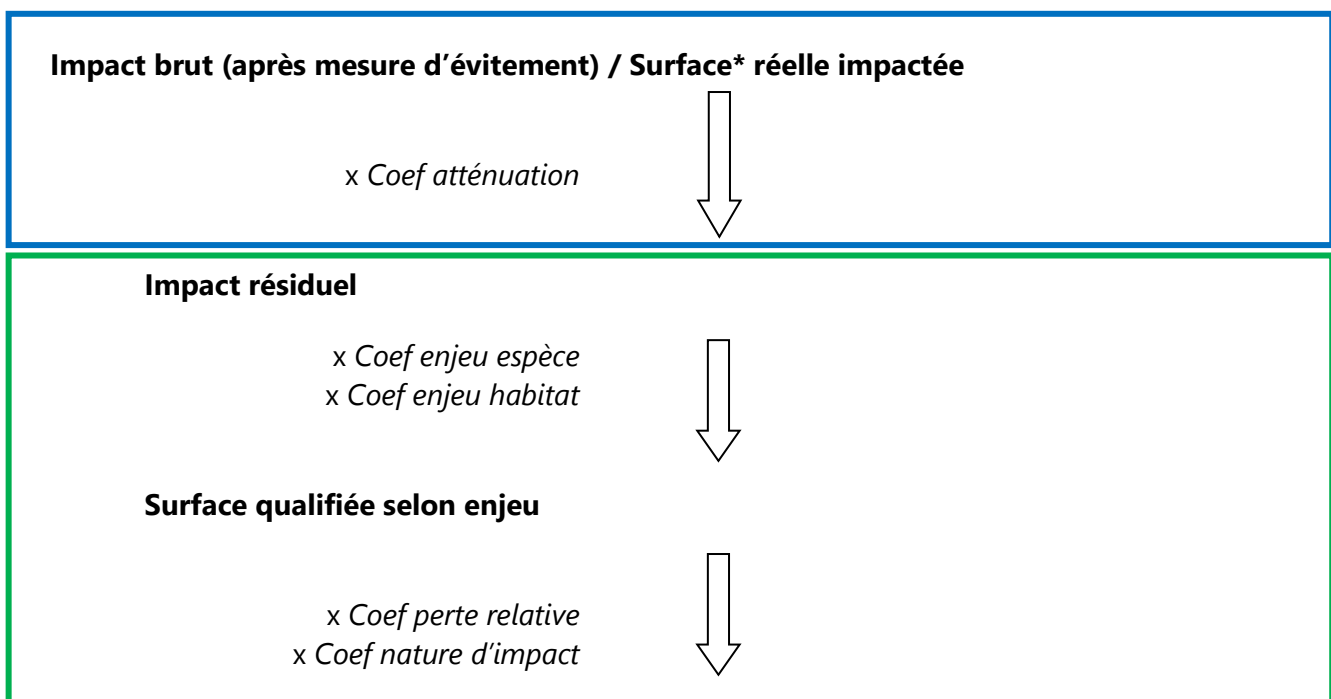 Impact brut (après mesure d’évitement) / Surface* réelle impactée
x Coef atténuation
Impact résiduel
x Coef enjeu espèce
x Coef enjeu habitat
Surface qualifiée selon enjeu
x Coef perte relative
x Coef nature d’impact